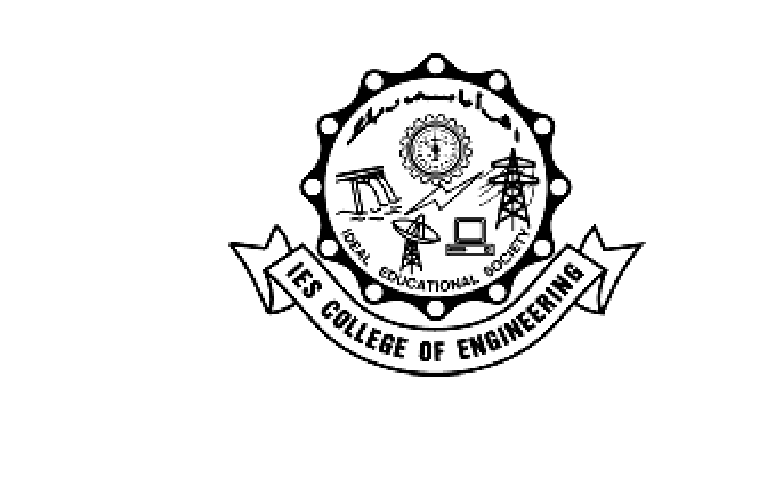 IDEAL EDUCATIONAL SOCIETY
IES COLLEGE OF ENGINEERING